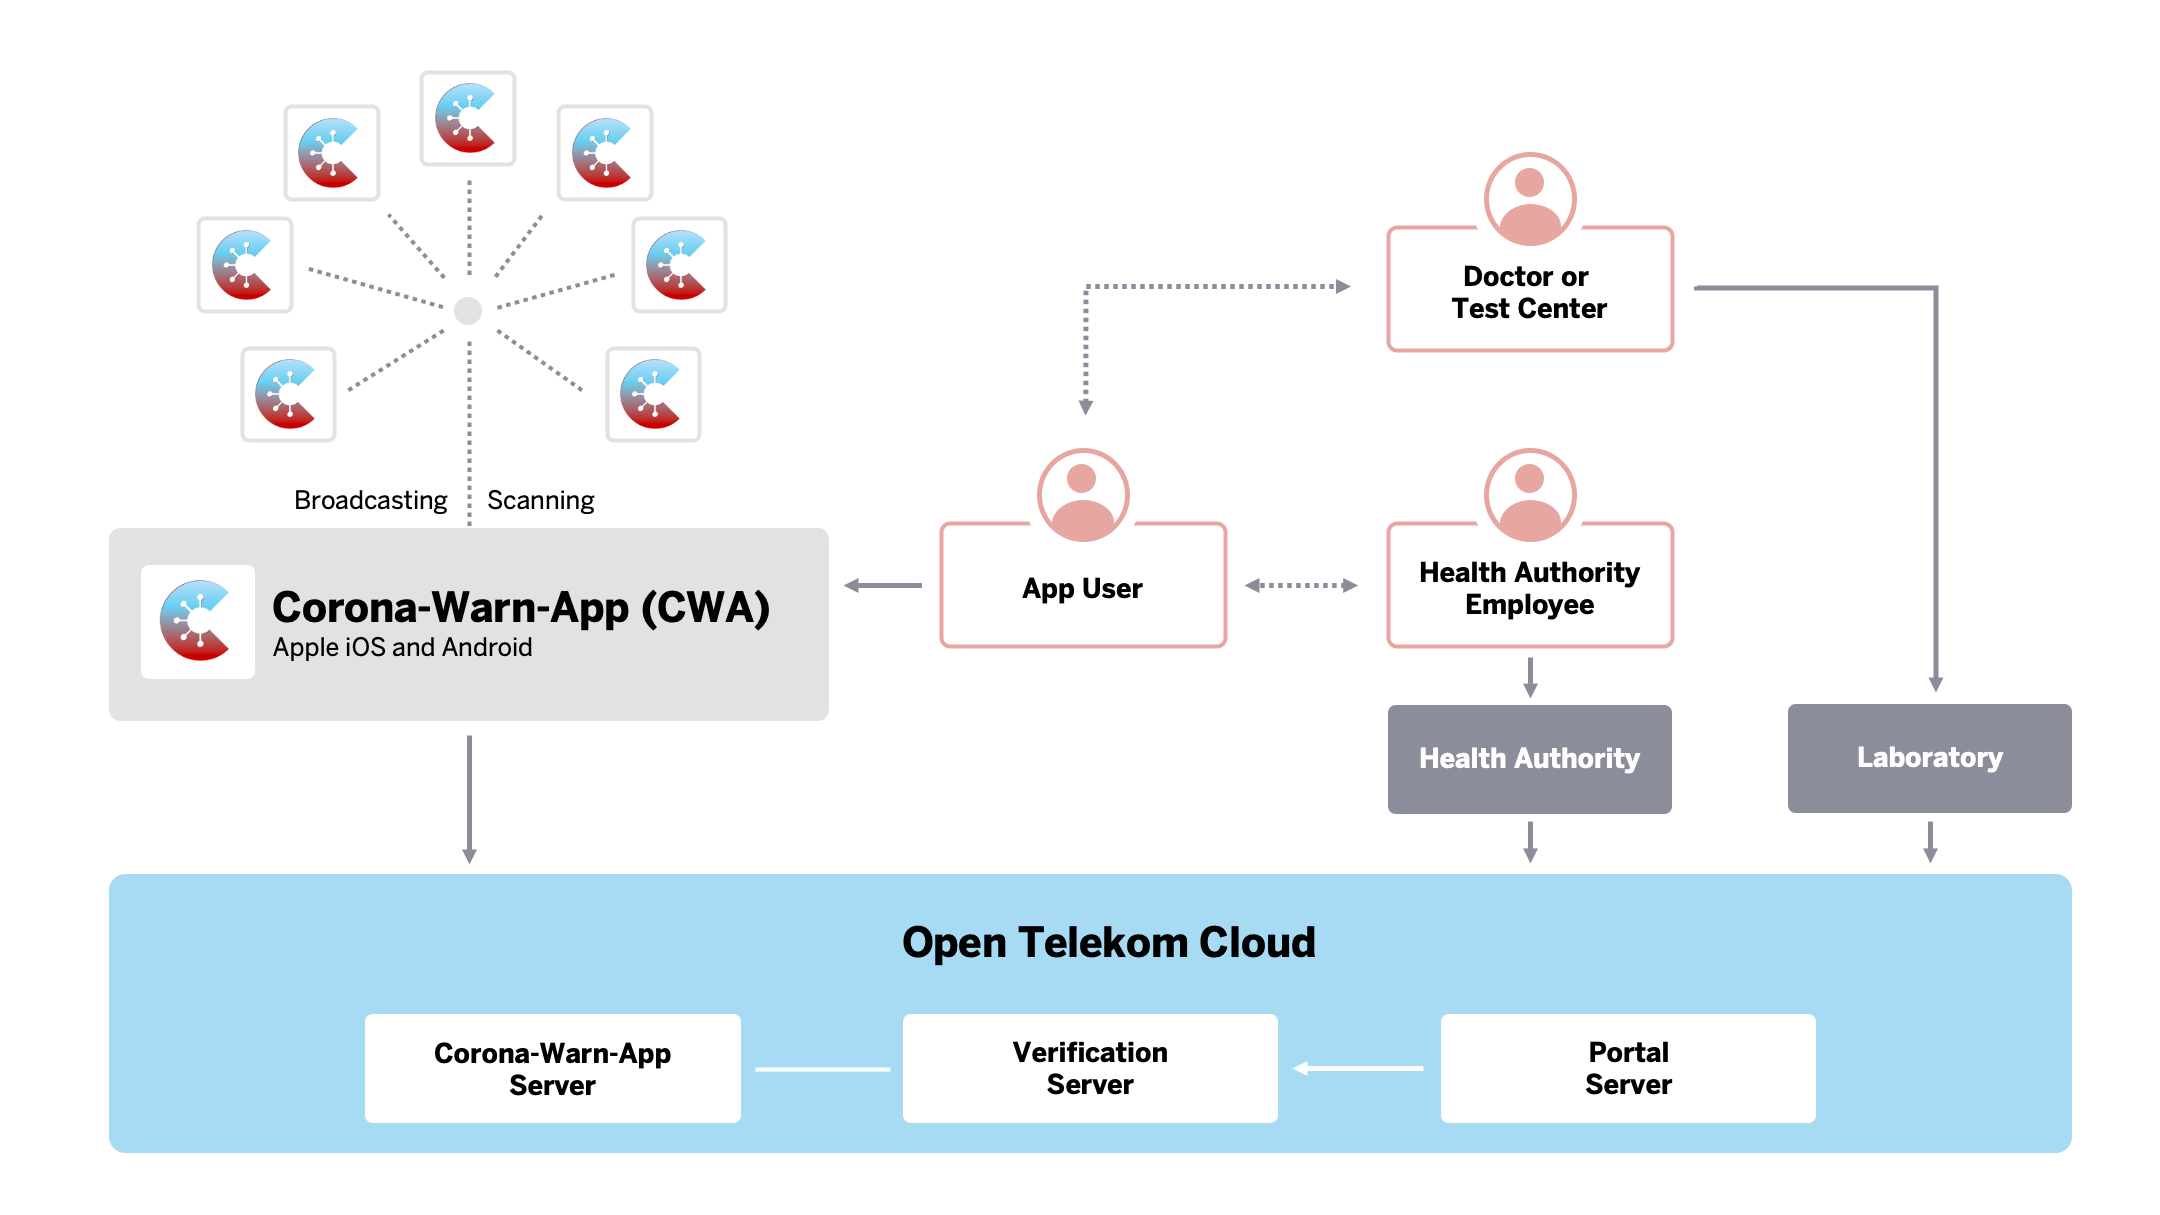 Doctor or
Test Center
Broadcasting
Scanning
Corona-Warn-App (CWA)
Apple iOS and Android
App User
Health Authority
Employee
Health Authority
Laboratory
Open Telekom Cloud
Corona-Warn-App
Server
Verification
Server
Portal
Server